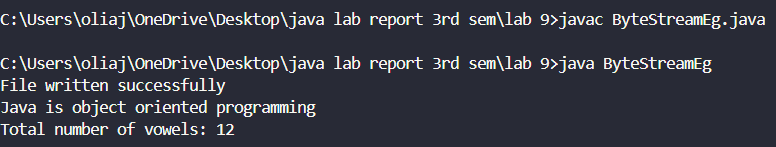 C:\Users\oliaj\OneDrive\Desktop\java lab report 3rd sem\lab 9>javac ByteStreamEg.java
C:\Users\oliaj\OneDrive\Desktop\java lab report 3rd sem\lab 9>java ByteStreamEg
File written successfully
Java is object oriented programming
Total number of vowels: 12